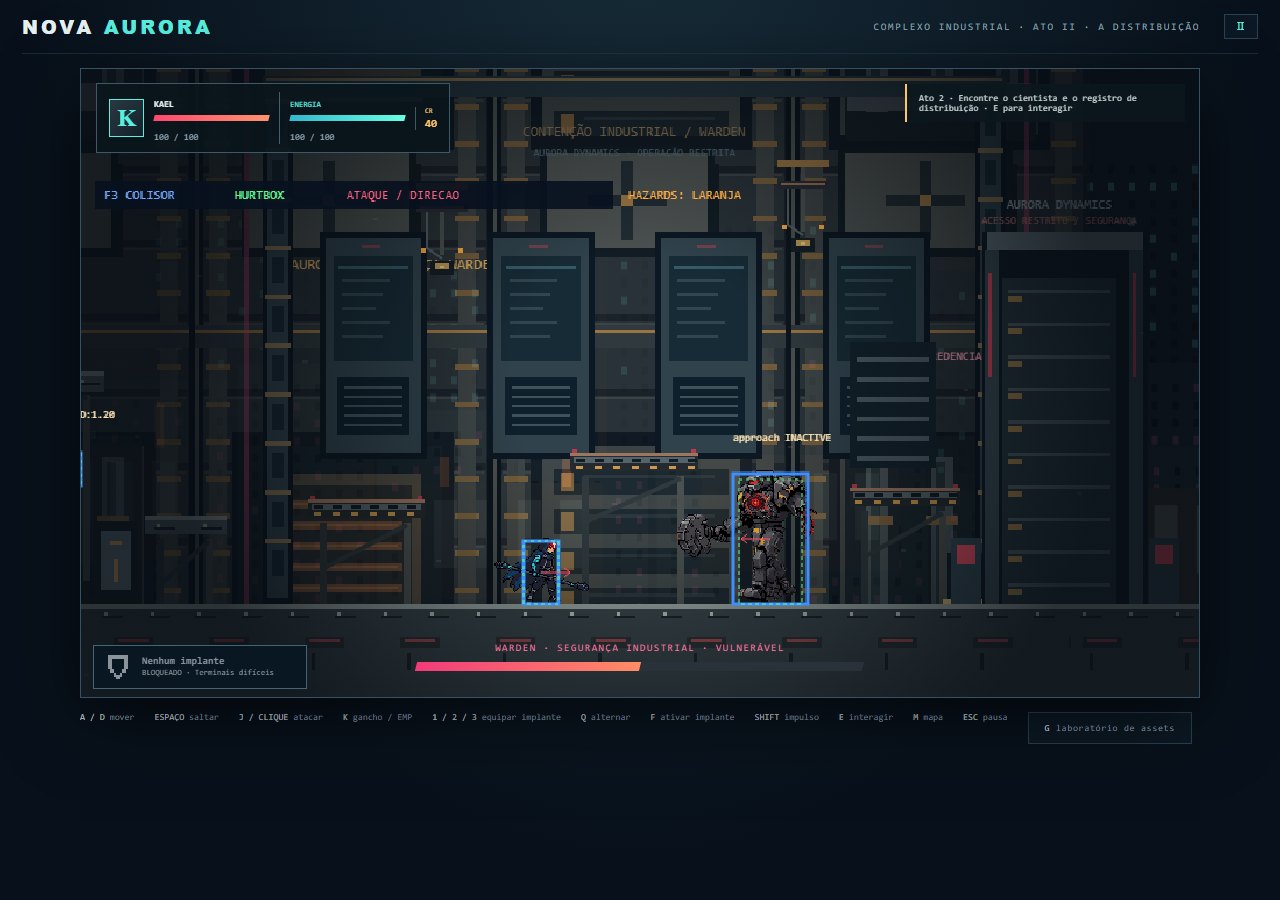 NOVA AURORA
COMPLEXO INDUSTRIAL · ATO II · A DISTRIBUIÇÃO
II
K
KAEL
100 / 100
ENERGIA
100 / 100
CR
40
Ato 2 · Encontre o cientista e o registro de
distribuição · E para interagir
CONTENÇÃO INDUSTRIAL / WARDEN
AURORA DYNAMICS · OPERAÇÃO RESTRITA
F3 COLISOR
HURTBOX
ATAQUE / DIRECAO
HAZARDS: LARANJA
AURORA DYNAMICS
ACESSO RESTRITO / SEGURANÇA
EDENCIA
D:1.20
approach INACTIVE
WARDEN · SEGURANÇA INDUSTRIAL · VULNERÁVEL
Nenhum implante
BLOQUEADO · Terminais difíceis
A / D mover
ESPAÇO saltar
J / CLIQUE atacar
K gancho / EMP
1 / 2 / 3 equipar implante
Q alternar
F ativar implante
SHIFT impulso
E interagir
M mapa
ESC pausa
G laboratório de assets